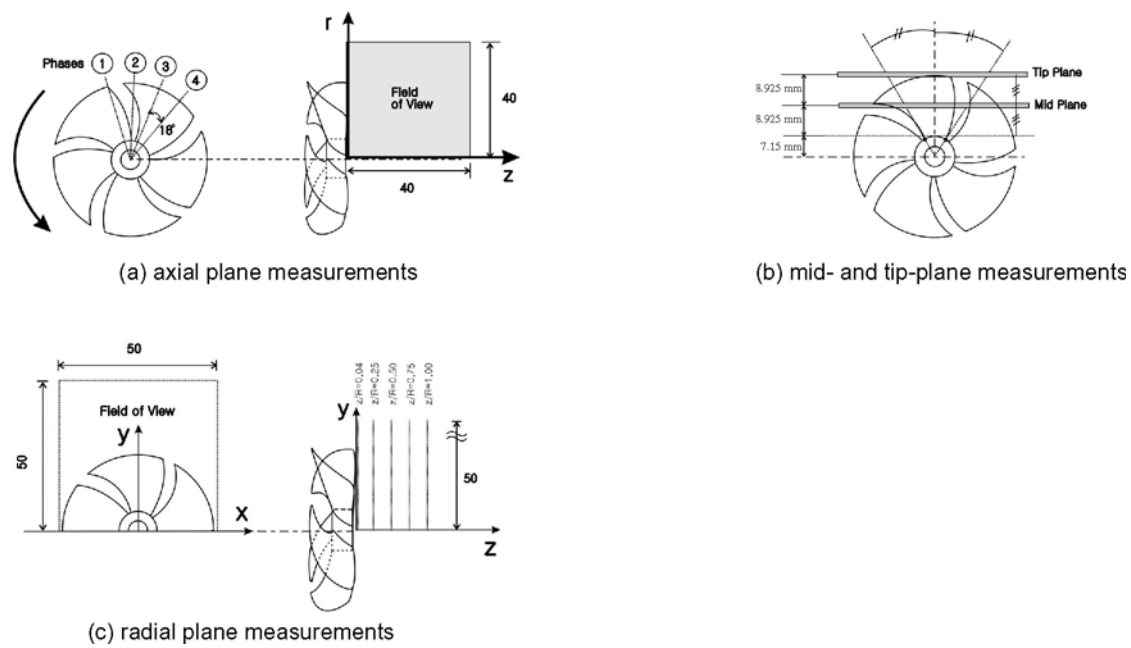 Phases 1 2 3 4
18°
r
Field
of View
40
z
40
(a) axial plane measurements
Tip Plane
8.925 mm
Mid Plane
8.925 mm
7.15 mm
(b) mid- and tip-plane measurements
50
Field of View
y
50
x
z/R=0.04
z/R=0.25
z/R=0.50
z/R=0.75
z/R=1.00
y
50
z
(c) radial plane measurements